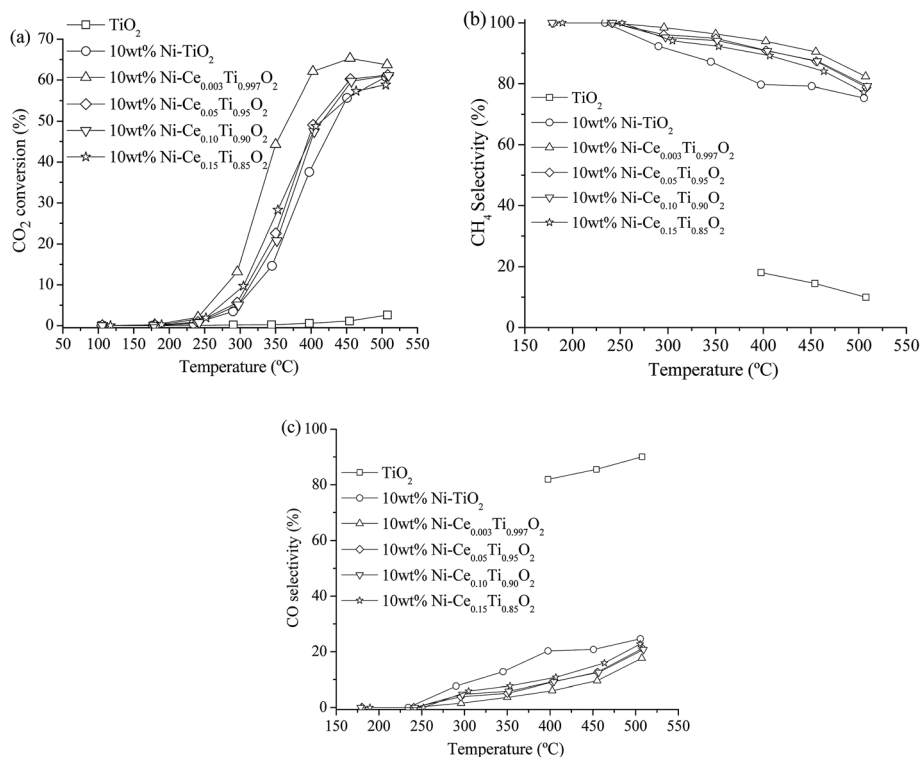 (a)
TiO2
10wt% Ni-TiO2
10wt% Ni-Ce0.003Ti0.997O2
10wt% Ni-Ce0.05Ti0.95O2
10wt% Ni-Ce0.10Ti0.90O2
10wt% Ni-Ce0.15Ti0.85O2
CO2 conversion (%)
70
60
50
40
30
20
10
0
50 100 150 200 250 300 350 400 450 500 550
Temperature (ºC)
(b)
TiO2
10wt% Ni-TiO2
10wt% Ni-Ce0.003Ti0.997O2
10wt% Ni-Ce0.05Ti0.95O2
10wt% Ni-Ce0.10Ti0.90O2
10wt% Ni-Ce0.15Ti0.85O2
CH4 Selectivity (%)
100
80
60
40
20
0
150 200 250 300 350 400 450 500 550
Temperature (ºC)
(c)
TiO2
10wt% Ni-TiO2
10wt% Ni-Ce0.003Ti0.997O2
10wt% Ni-Ce0.05Ti0.95O2
10wt% Ni-Ce0.10Ti0.90O2
10wt% Ni-Ce0.15Ti0.85O2
CO selectivity (%)
100
80
60
40
20
0
150 200 250 300 350 400 450 500 550
Temperature (ºC)